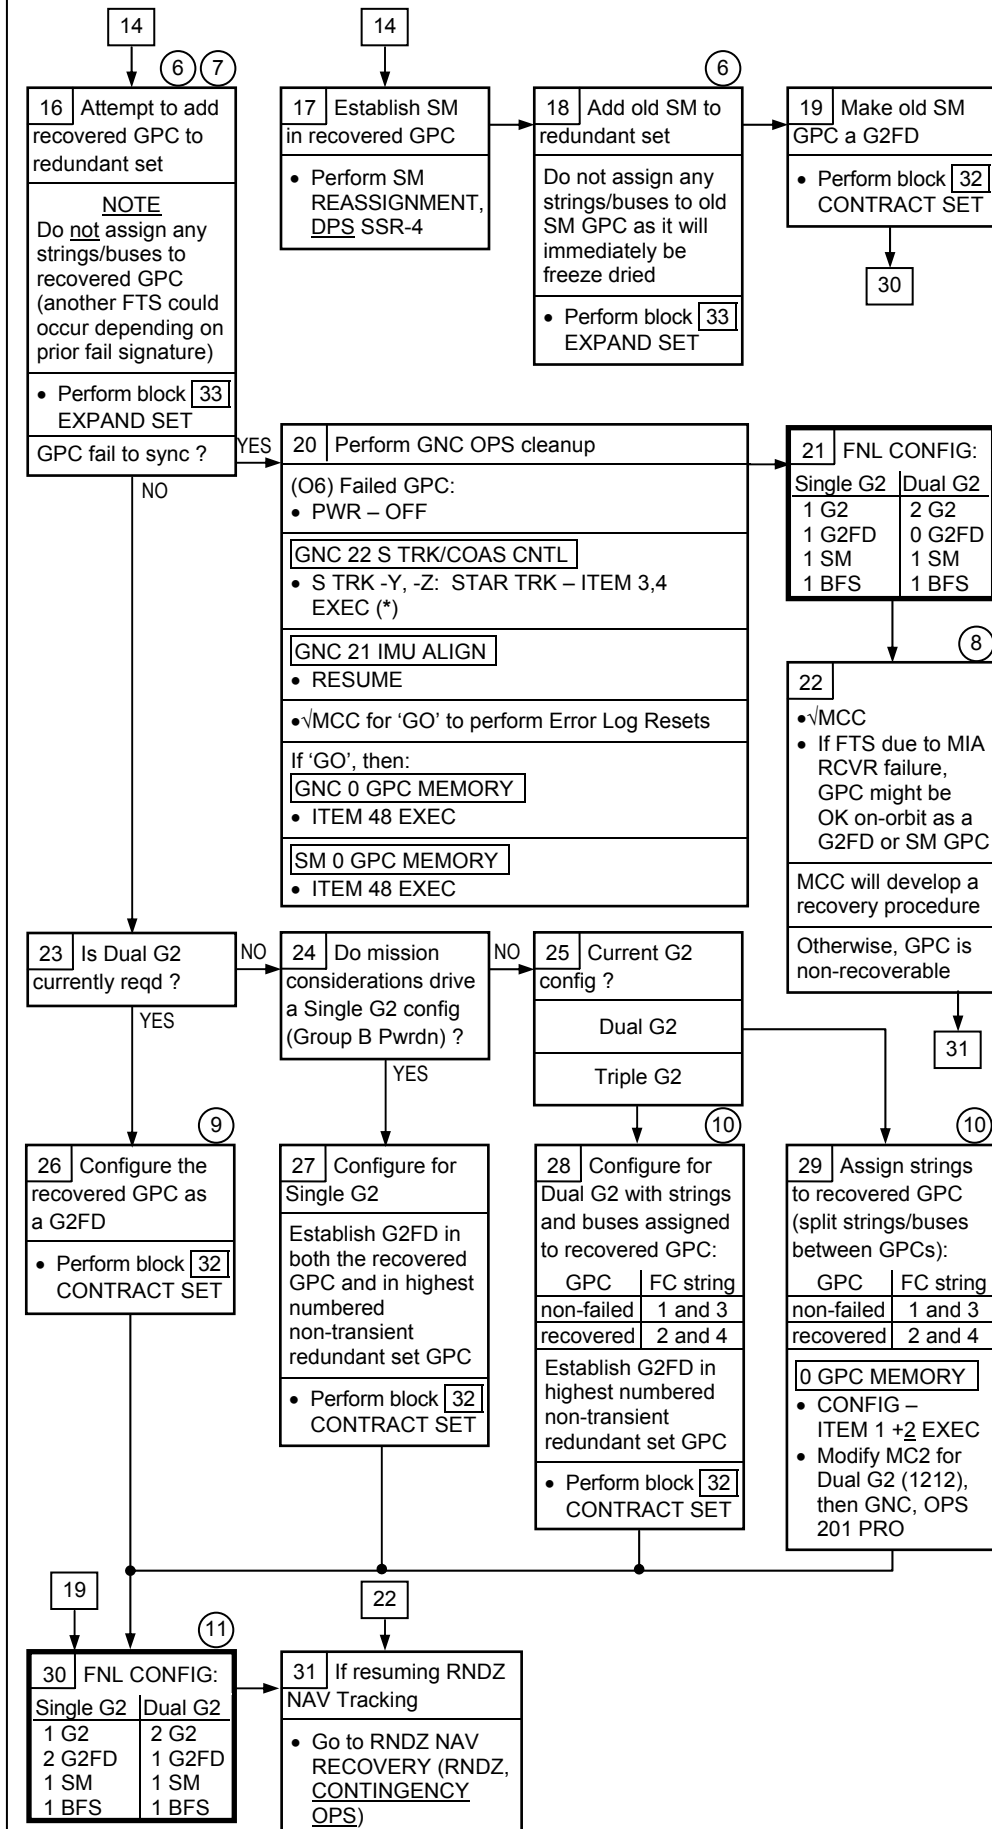 14
6 7
16 Attempt to add
recovered GPC to
redundant set
NOTE
Do not assign any
strings/buses to
recovered GPC
(another FTS could
occur depending on
prior fail signature)
• Perform block 33
EXPAND SET
GPC fail to sync ?
YES
NO
14
17 Establish SM
in recovered GPC
• Perform SM
REASSIGNMENT,
DPS SSR-4
6
18 Add old SM to
redundant set
Do not assign any
strings/buses to old
SM GPC as it will
immediately be
freeze dried
• Perform block 33
EXPAND SET
19 Make old SM
GPC a G2FD
• Perform block 32
CONTRACT SET
30
20 Perform GNC OPS cleanup
(O6) Failed GPC:
• PWR – OFF
GNC 22 S TRK/COAS CNTL
• S TRK -Y, -Z: STAR TRK – ITEM 3,4
EXEC (*)
GNC 21 IMU ALIGN
• RESUME
•√MCC for ‘GO’ to perform Error Log Resets
If ‘GO’, then:
GNC 0 GPC MEMORY
• ITEM 48 EXEC
SM 0 GPC MEMORY
• ITEM 48 EXEC
21 FNL CONFIG:
Single G2 Dual G2
1 G2 2 G2
1 G2FD 0 G2FD
1 SM 1 SM
1 BFS 1 BFS
8
22
•√MCC
• If FTS due to MIA
RCVR failure,
GPC might be
OK on-orbit as a
G2FD or SM GPC
MCC will develop a
recovery procedure
Otherwise, GPC is
non-recoverable
31
23 Is Dual G2
currently reqd ?
NO
YES
24 Do mission
considerations drive
a Single G2 config
(Group B Pwrdn) ?
NO
YES
25 Current G2
config ?
Dual G2
Triple G2
9
26 Configure the
recovered GPC as
a G2FD
• Perform block 32
CONTRACT SET
27 Configure for
Single G2
Establish G2FD in
both the recovered
GPC and in highest
numbered
non-transient
redundant set GPC
• Perform block 32
CONTRACT SET
10
28 Configure for
Dual G2 with strings
and buses assigned
to recovered GPC:
GPC FC string
non-failed 1 and 3
recovered 2 and 4
Establish G2FD in
highest numbered
non-transient
redundant set GPC
• Perform block 32
CONTRACT SET
10
29 Assign strings
to recovered GPC
(split strings/buses
between GPCs):
GPC FC string
non-failed 1 and 3
recovered 2 and 4
0 GPC MEMORY
• CONFIG –
ITEM 1 +2 EXEC
• Modify MC2 for
Dual G2 (1212),
then GNC, OPS
201 PRO
19
11
30 FNL CONFIG:
Single G2 Dual G2
1 G2 2 G2
2 G2FD 1 G2FD
1 SM 1 SM
1 BFS 1 BFS
22
31 If resuming RNDZ
NAV Tracking
• Go to RNDZ NAV
RECOVERY (RNDZ,
CONTINGENCY
OPS)